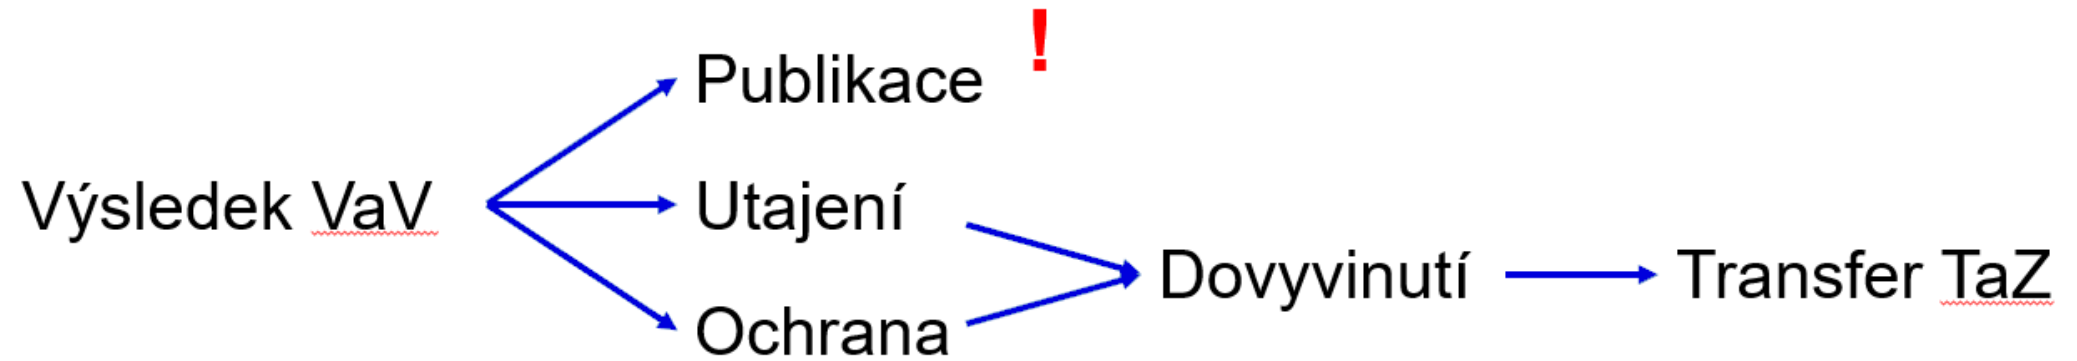 Publikace !
Výsledek VaV
Utajení
Ochrana
Dovyvinutí
Transfer TaZ